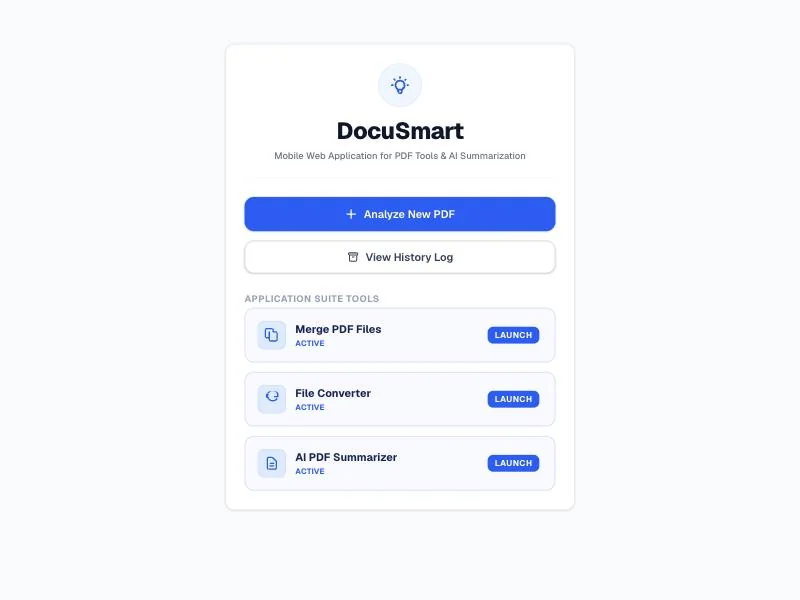 DocuSmart
Mobile Web Application for PDF Tools & AI Summarization
Analyze New PDF
View History Log
APPLICATION SUITE TOOLS
Merge PDF Files
ACTIVE
LAUNCH
File Converter
ACTIVE
LAUNCH
AI PDF Summarizer
ACTIVE
LAUNCH